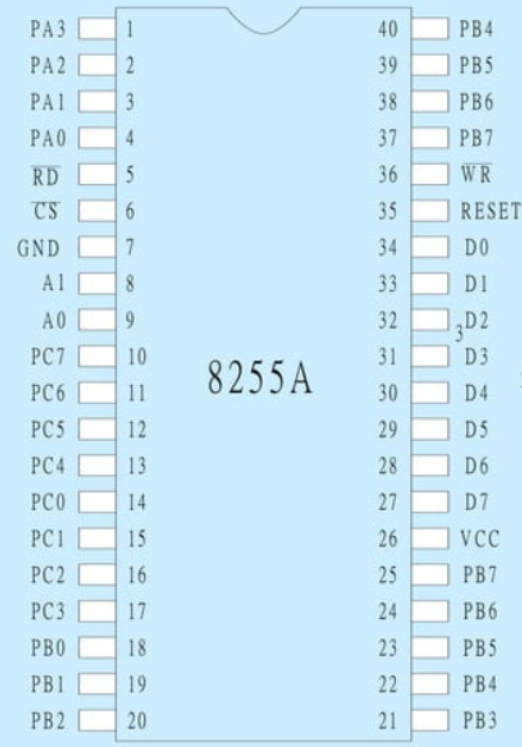 PA3 1 40 PB4
PA2 2 39 PB5
PA1 3 38 PB6
PA0 4 37 PB7
RD 5 36 WR
CS 6 35 RESET
GND 7 34 D0
A1 8 33 D1
A0 9 32 3 D2
PC7 10 31 D3
8255A
PC6 11 30 D4
PC5 12 29 D5
PC4 13 28 D6
PC0 14 27 D7
PC1 15 26 VCC
PC2 16 25 PB7
PC3 17 24 PB6
PB0 18 23 PB5
PB1 19 22 PB4
PB2 20 21 PB3